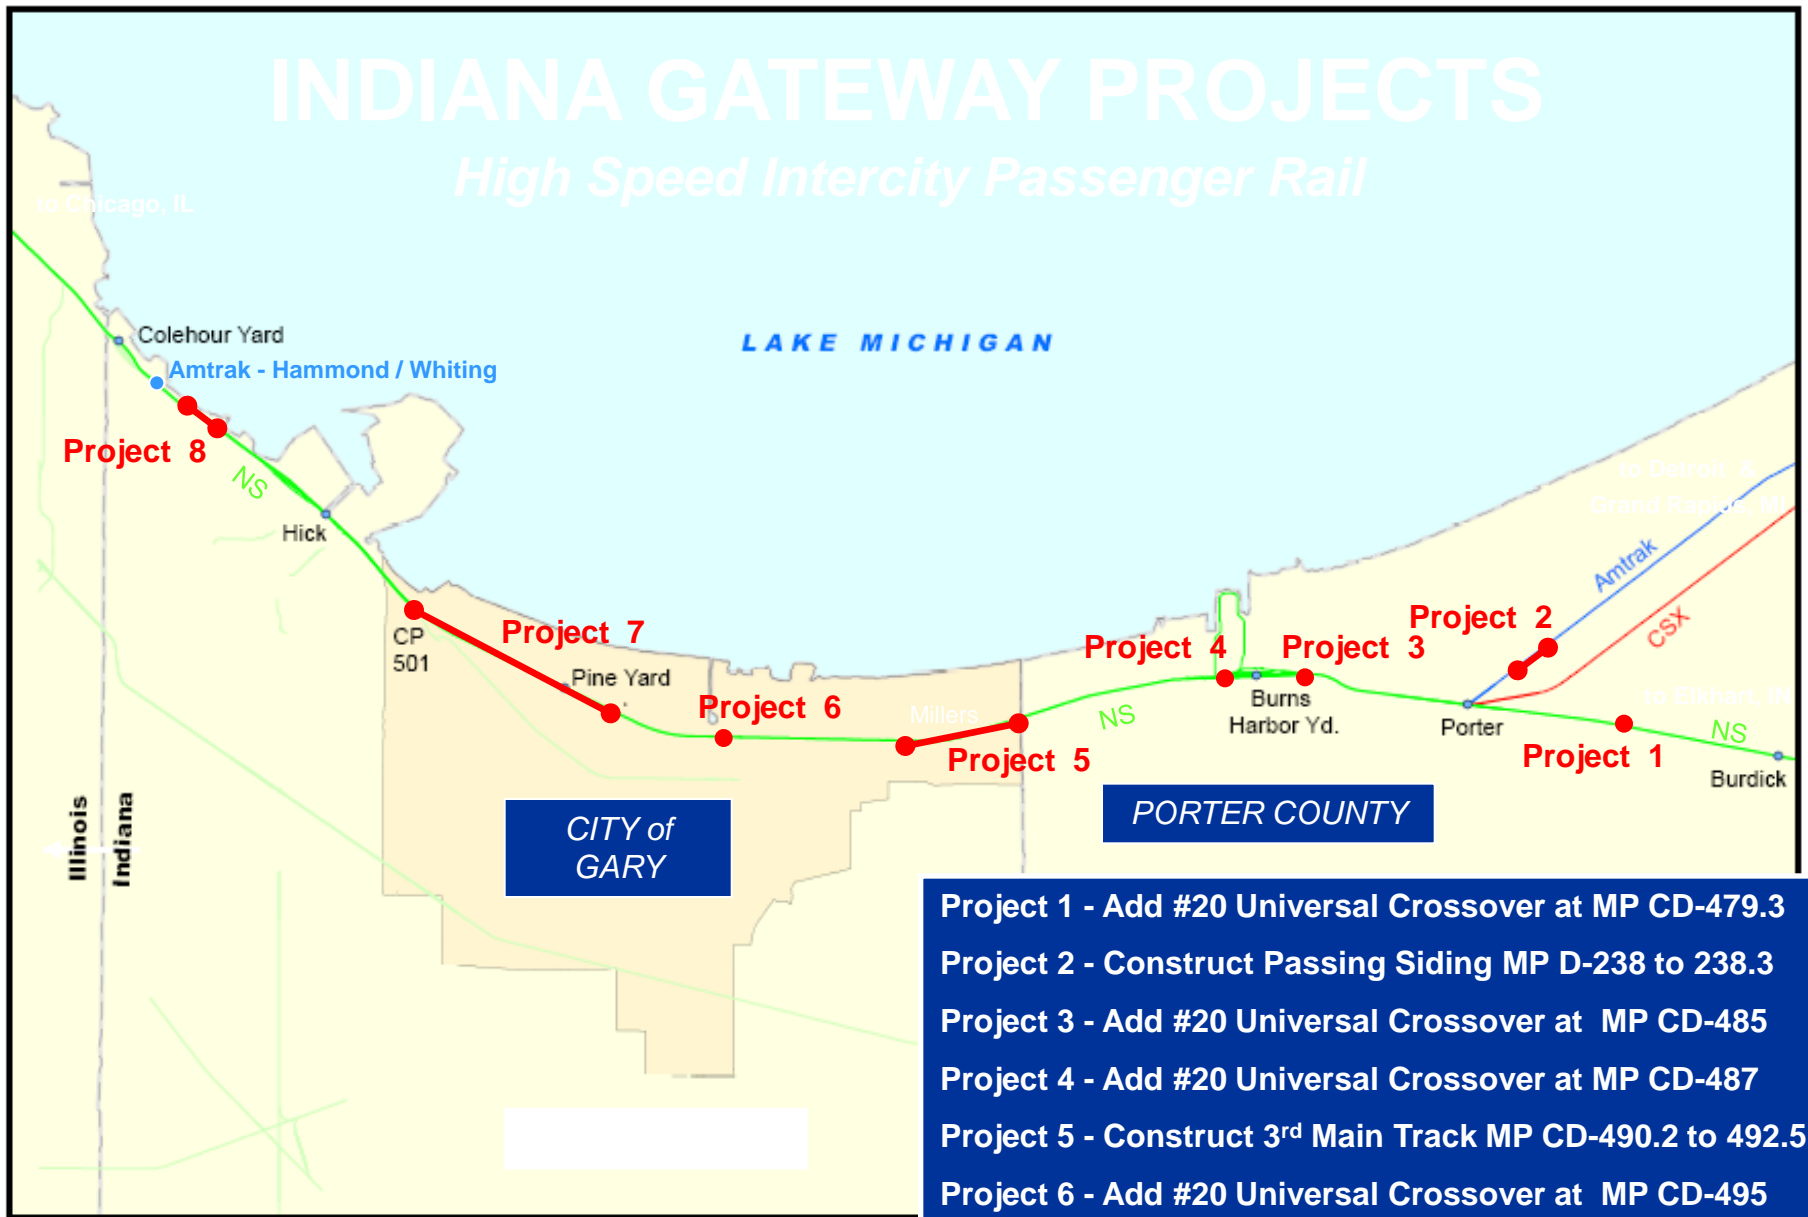 INDIANA GATEWAY PROJECTS
High Speed Intercity Passenger Rail
to Chicago, IL
Colehour Yard
LAKE MICHIGAN
Amtrak - Hammond / Whiting
Project 8
NS
Hick
to Detroit &
Grand Rapids, MI
Amtrak
CSX
CP
501
Project 7
Pine Yard
Project 6
Millers
Project 5
NS
Project 4
Project 3
Burns
Harbor Yd.
Project 2
Porter
to Elkhert, IN
Project 1
NS
Burdick
Illinois
Indiana
CITY of
GARY
PORTER COUNTY
Project 1 - Add #20 Universal Crossover at MP CD-479.3
Project 2 - Construct Passing Siding MP D-238 to 238.3
Project 3 - Add #20 Universal Crossover at MP CD-485
Project 4 - Add #20 Universal Crossover at MP CD-487
Project 5 - Construct 3rd Main Track MP CD-490.2 to 492.5
Project 6 - Add #20 Universal Crossover at MP CD-495